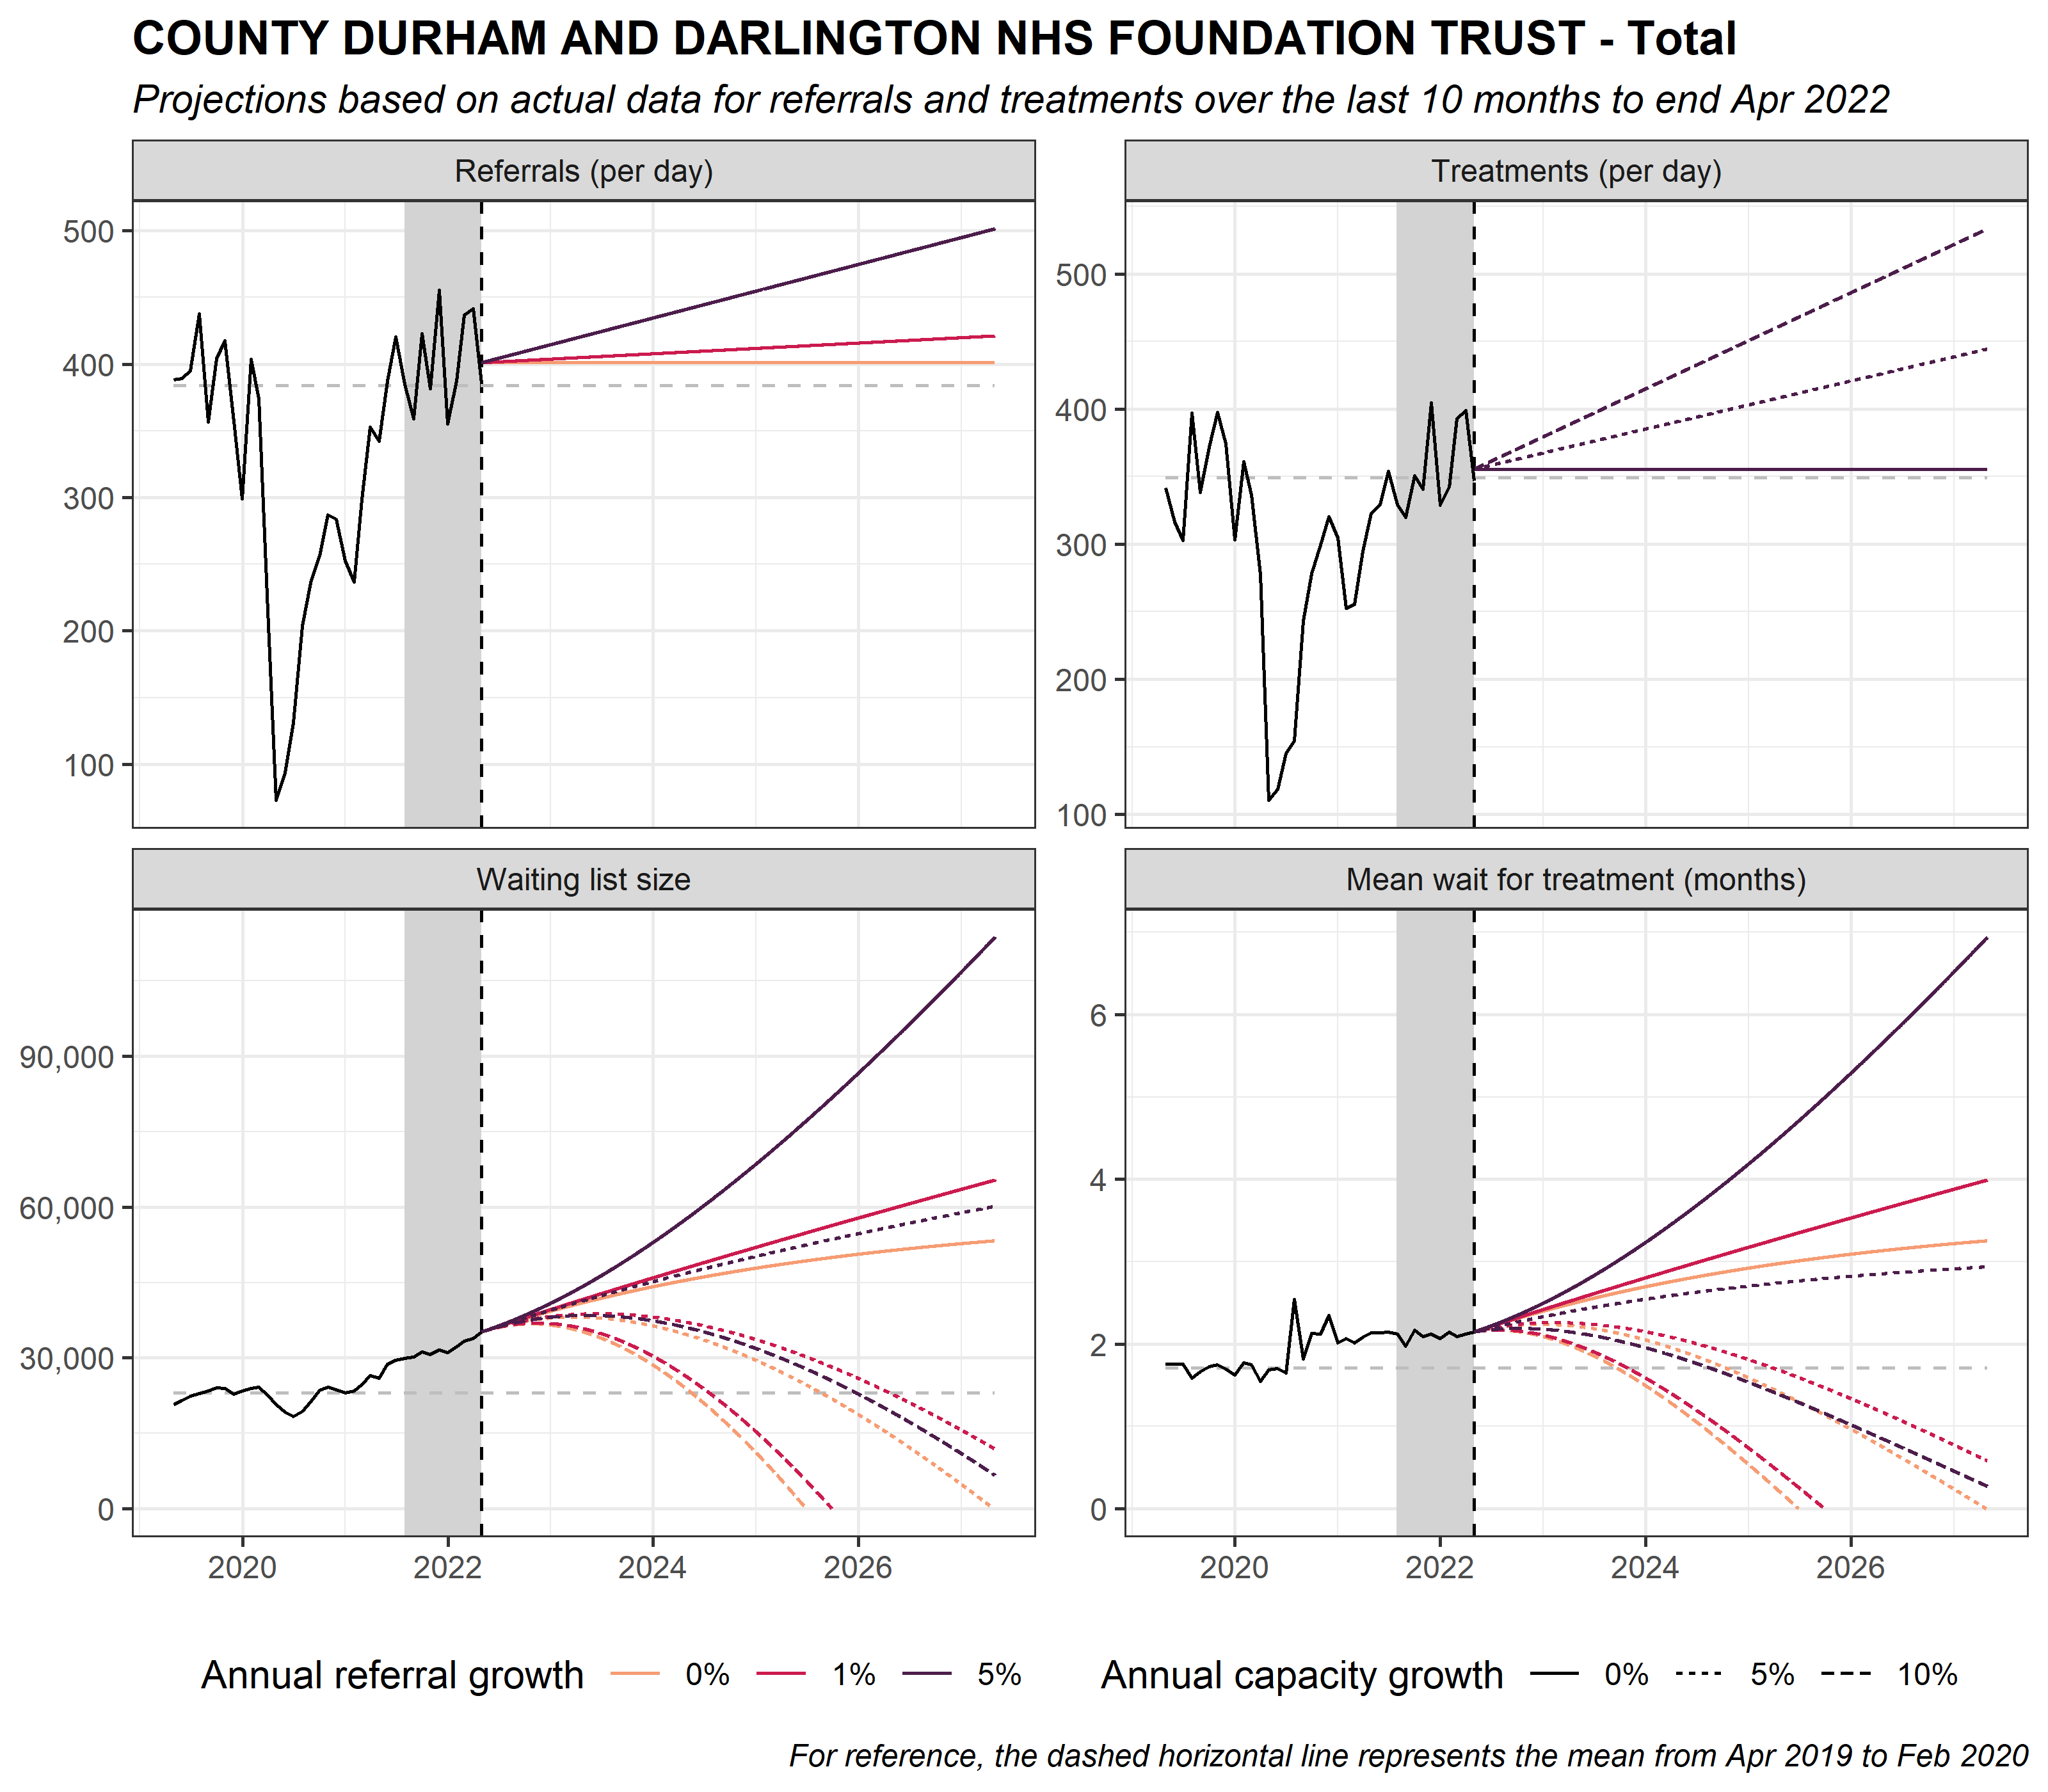 COUNTY DURHAM AND DARLINGTON NHS FOUNDATION TRUST - Total
Projections based on actual data for referrals and treatments over the last 10 months to end Apr 2022
Referrals (per day)
500
400
300
200
100
Treatments (per day)
500
400
300
200
100
Waiting list size
90,000
60,000
30,000
0
2020 2022 2024 2026
Mean wait for treatment (months)
6
4
2
0
2020 2022 2024 2026
Annual referral growth 0% 1% 5%
Annual capacity growth 0% 5% 10%
For reference, the dashed horizontal line represents the mean from Apr 2019 to Feb 2020